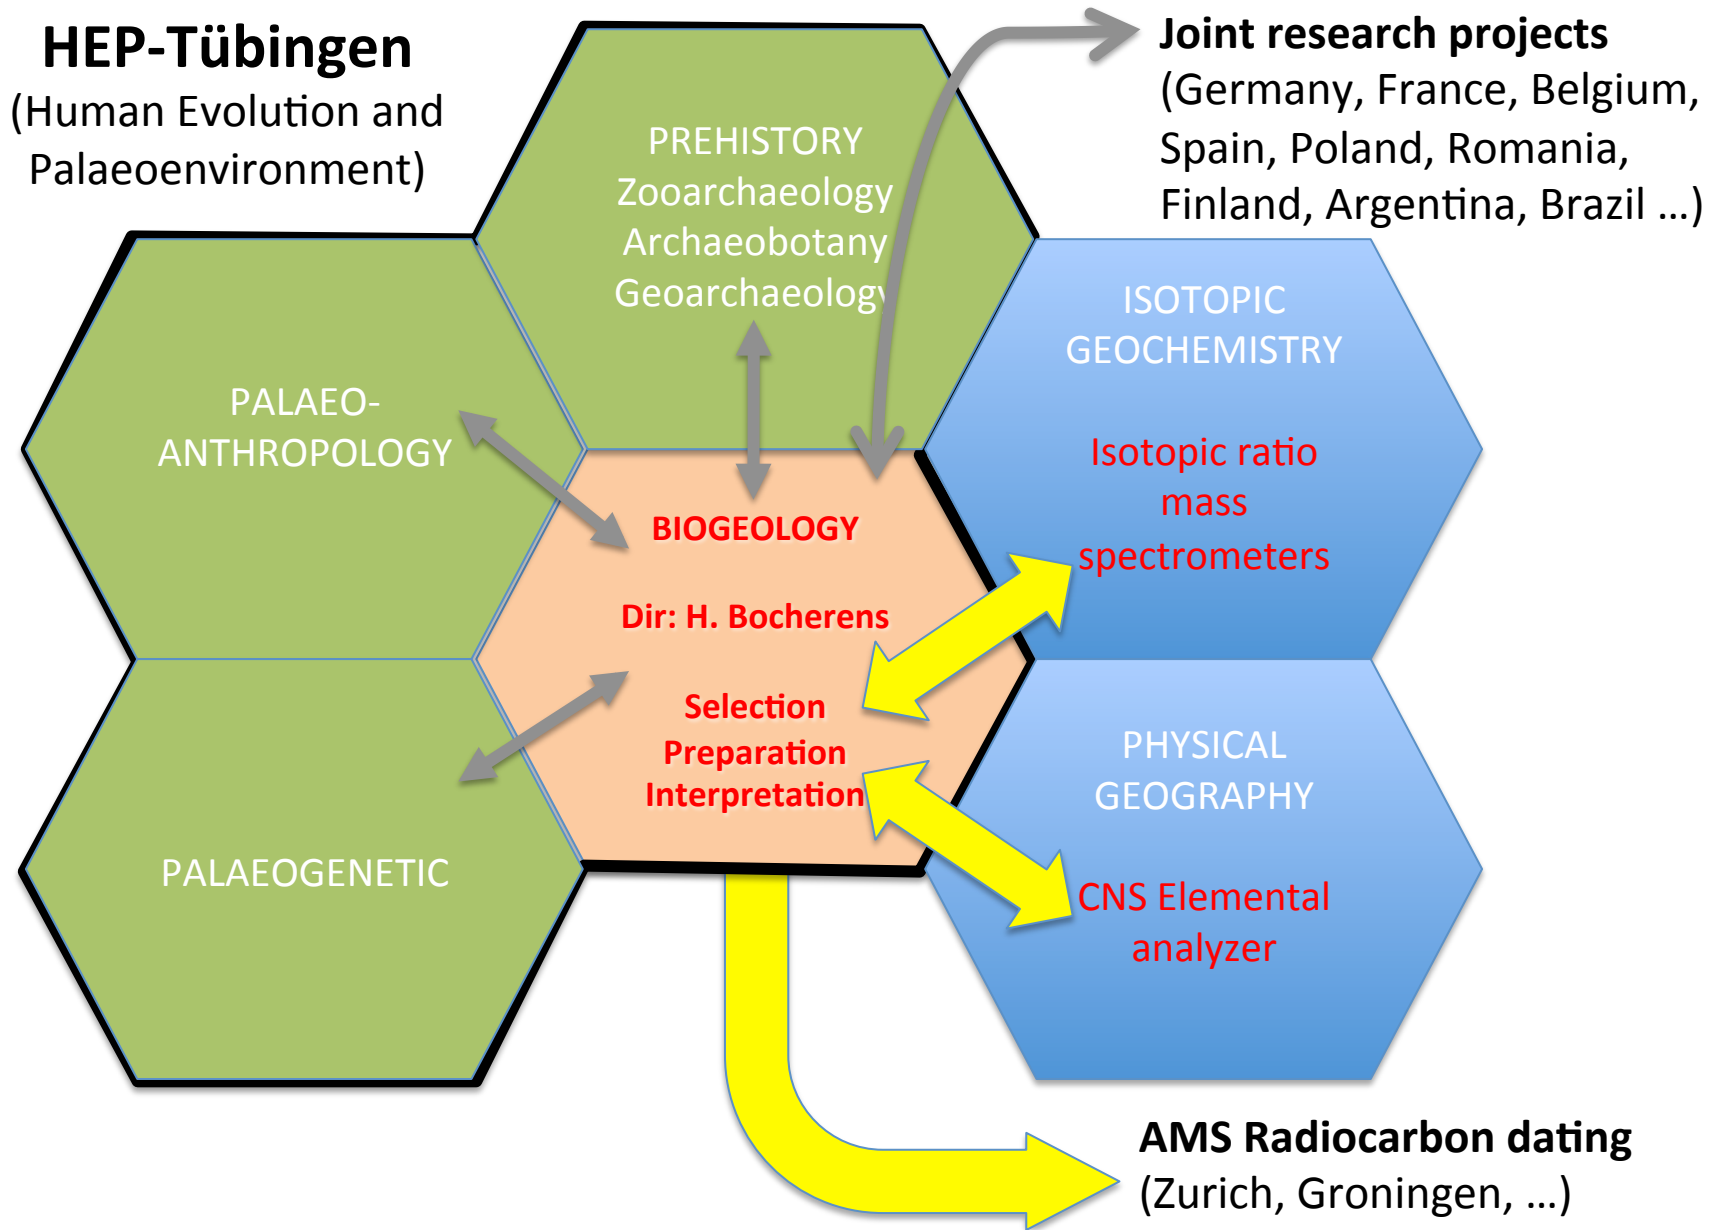 HEP-Tübingen
(Human Evolution and
Palaeoenvironment)
Joint research projects
(Germany, France, Belgium,
Spain, Poland, Romania,
Finland, Argentina, Brazil ...)
PREHISTORY
Zooarchaeology
Archaeobotany
Geoarchaeology
PALAEO-
ANTHROPOLOGY
PALAEOGENETIC
BIOGEOLOGY
Dir: H. Bocherens
Selection
Preparation
Interpretation
ISOTOPIC
GEOCHEMISTRY
Isotopic ratio
mass
spectrometers
PHYSICAL
GEOGRAPHY
CNS Elemental
analyzer
AMS Radiocarbon dating
(Zurich, Groningen, ...)